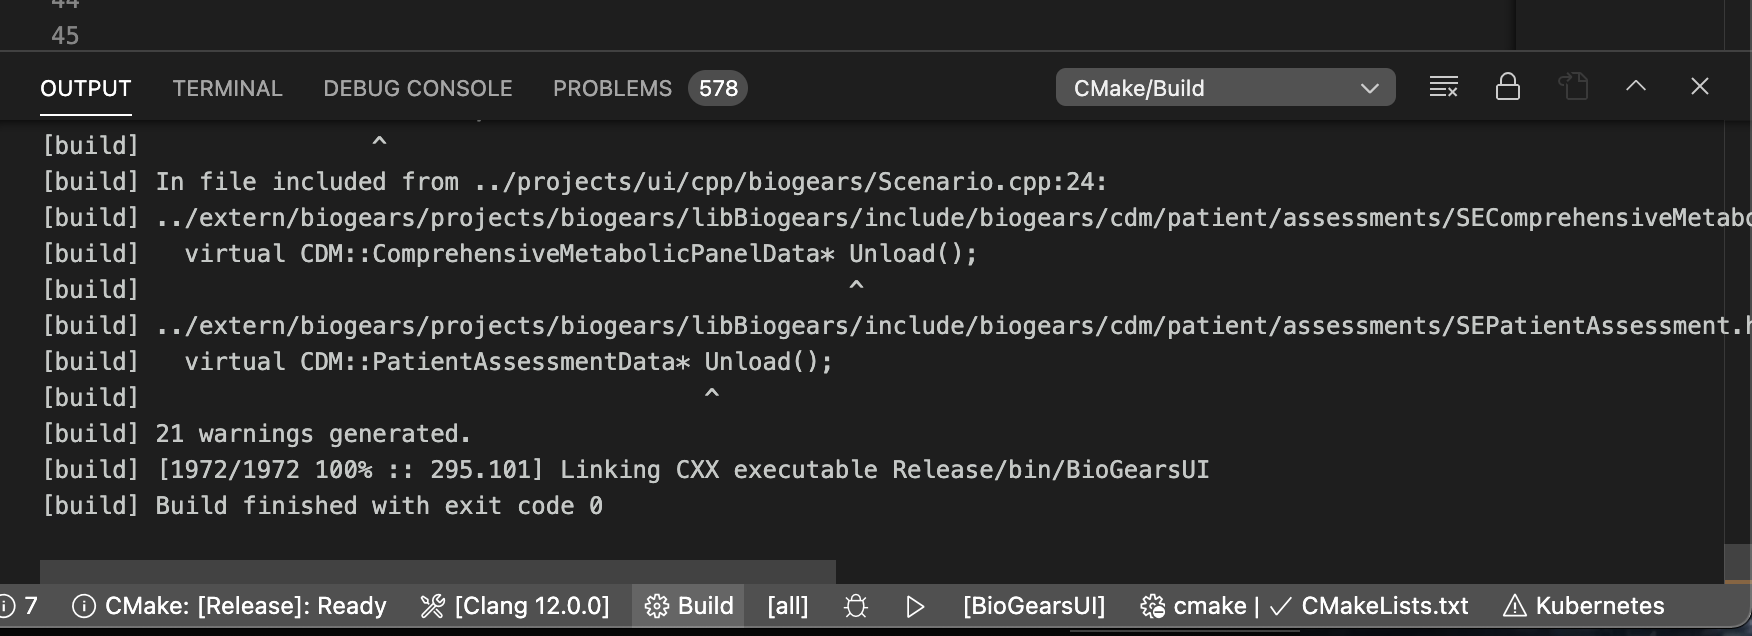 44
45
OUTPUT TERMINAL DEBUG CONSOLE PROBLEMS 578 CMake/Build
[build] ^
[build] In file included from ../projects/ui/cpp/biogears/Scenario.cpp:24:
[build] ../extern/biogears/projects/biogears/libBiogears/include/biogears/cdm/patient/assessments/SEComprehensiveMetabo
[build] virtual CDM::ComprehensiveMetabolicPanelData* Unload();
[build] ^
[build] ../extern/biogears/projects/biogears/libBiogears/include/biogears/cdm/patient/assessments/SEPatientAssessment.h
[build] virtual CDM::PatientAssessmentData* Unload();
[build] ^
[build] 21 warnings generated.
[build] [1972/1972 100% :: 295.101] Linking CXX executable Release/bin/BioGearsUI
[build] Build finished with exit code 0
7 CMake: [Release]: Ready [Clang 12.0.0] Build [all] [BioGearsUI] cmake | ✓ CMakeLists.txt Kubernetes